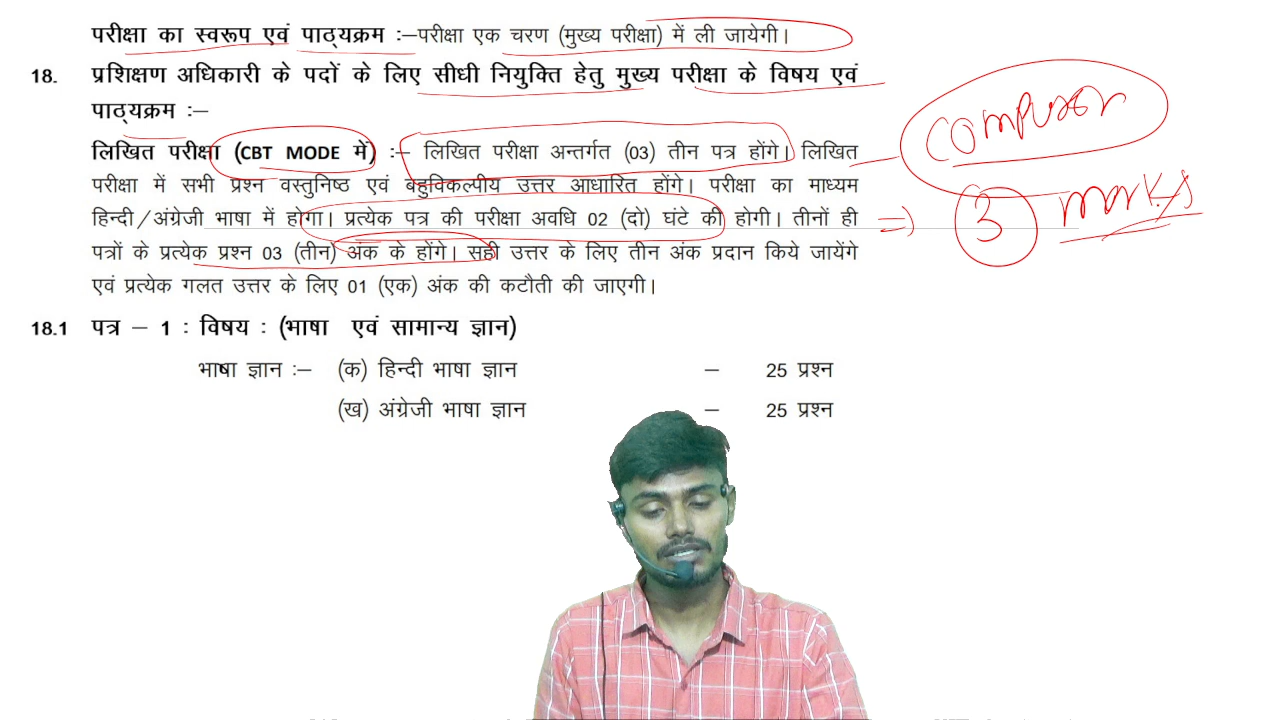 परीक्षा का स्वरूप एवं पाठ्यक्रम :–परीक्षा एक चरण (मुख्य परीक्षा) में ली जायेगी।
18. प्रशिक्षण अधिकारी के पदों के लिए सीधी नियुक्ति हेतु मुख्य परीक्षा के विषय एवं
पाठ्यक्रम :–
लिखित परीक्षा (CBT MODE में) :– लिखित परीक्षा अन्तर्गत (03) तीन पत्र होंगे। लिखित
परीक्षा में सभी प्रश्न वस्तुनिष्ठ एवं बहुविकल्पीय उत्तर आधारित होंगे। परीक्षा का माध्यम
हिन्दी/अंग्रेजी भाषा में होगा। प्रत्येक पत्र की परीक्षा अवधि 02 (दो) घंटे की होगी। तीनों ही
पत्रों के प्रत्येक प्रश्न 03 (तीन) अंक के होंगे। सही उत्तर के लिए तीन अंक प्रदान किये जायेंगे
एवं प्रत्येक गलत उत्तर के लिए 01 (एक) अंक की कटौती की जाएगी।
COMPUTER
=> 3 marks
18.1 पत्र – 1 : विषय : (भाषा एवं सामान्य ज्ञान)
भाषा ज्ञान :– (क) हिन्दी भाषा ज्ञान – 25 प्रश्न
(ख) अंग्रेजी भाषा ज्ञान – 25 प्रश्न